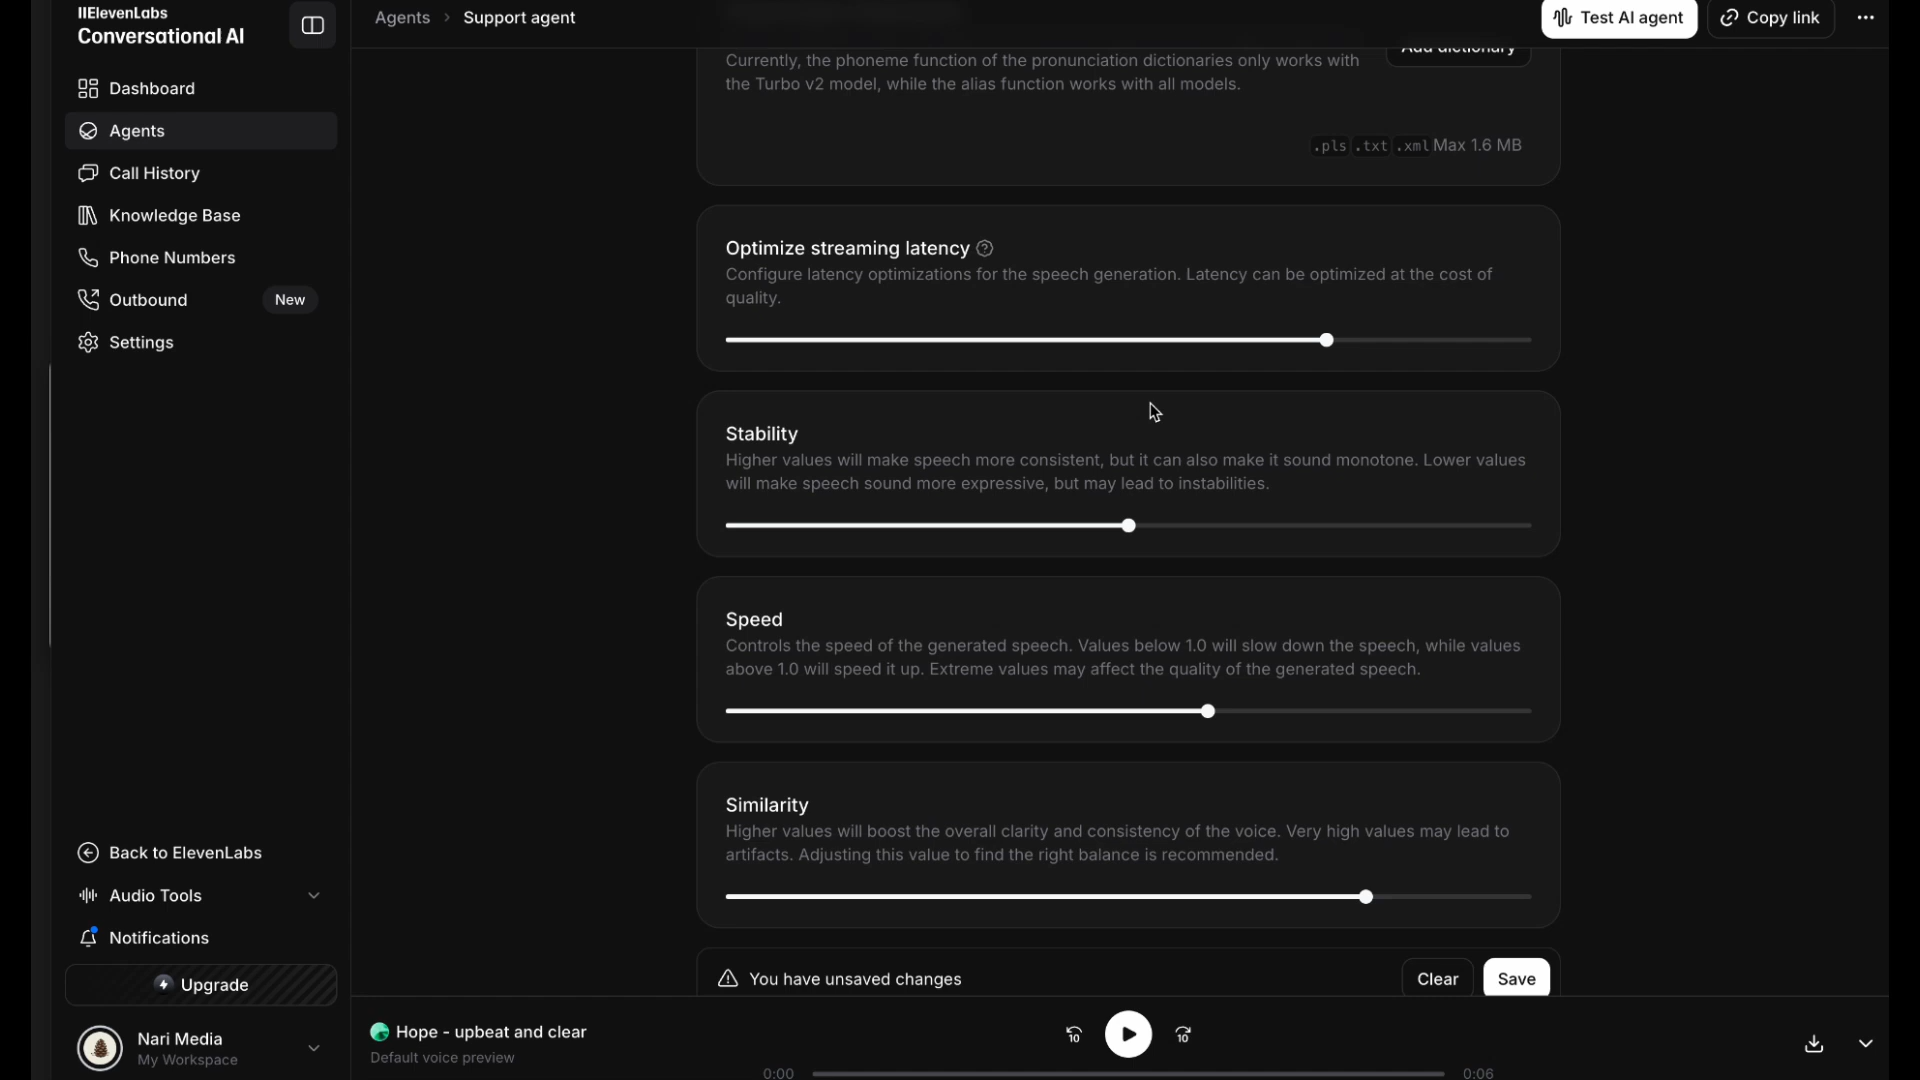 IIElevenLabs
Conversational AI
Agents
Support agent
Test AI agent
Copy link
Dashboard
Agents
Call History
Knowledge Base
Phone Numbers
Outbound
New
Settings
Add dictionary
Currently, the phoneme function of the pronunciation dictionaries only works with
the Turbo v2 model, while the alias function works with all models.
.pls .txt .xml Max 1.6 MB
Optimize streaming latency
Configure latency optimizations for the speech generation. Latency can be optimized at the cost of
quality.
Stability
Higher values will make speech more consistent, but it can also make it sound monotone. Lower values
will make speech sound more expressive, but may lead to instabilities.
Speed
Controls the speed of the generated speech. Values below 1.0 will slow down the speech, while values
above 1.0 will speed it up. Extreme values may affect the quality of the generated speech.
Similarity
Higher values will boost the overall clarity and consistency of the voice. Very high values may lead to
artifacts. Adjusting this value to find the right balance is recommended.
You have unsaved changes
Clear
Save
Back to ElevenLabs
Audio Tools
Notifications
Upgrade
Nari Media
My Workspace
Hope - upbeat and clear
Default voice preview
10
10
0:00
0:06